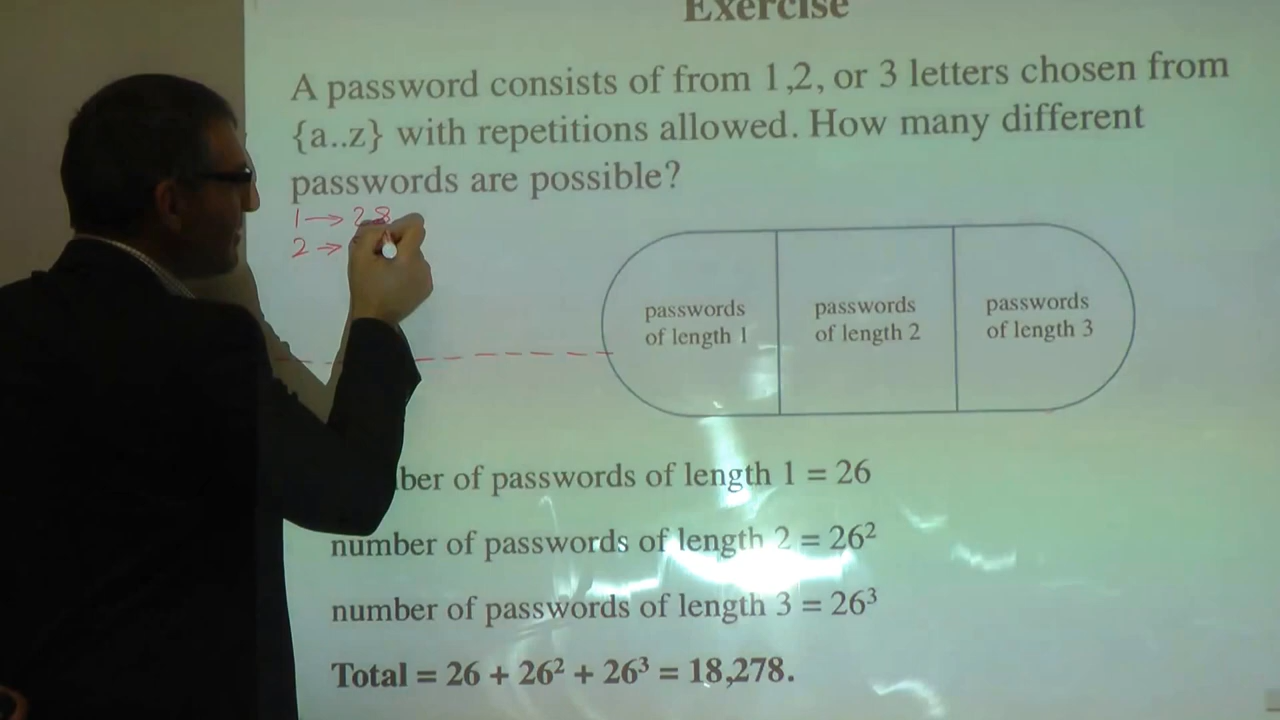 Exercise
A password consists of from 1,2, or 3 letters chosen from
{a..z} with repetitions allowed. How many different
passwords are possible?
1 → 28
2 →
passwords
of length 1
passwords
of length 2
passwords
of length 3
ber of passwords of length 1 = 26
number of passwords of length 2 = 26²
number of passwords of length 3 = 26³
Total = 26 + 26² + 26³ = 18,278.